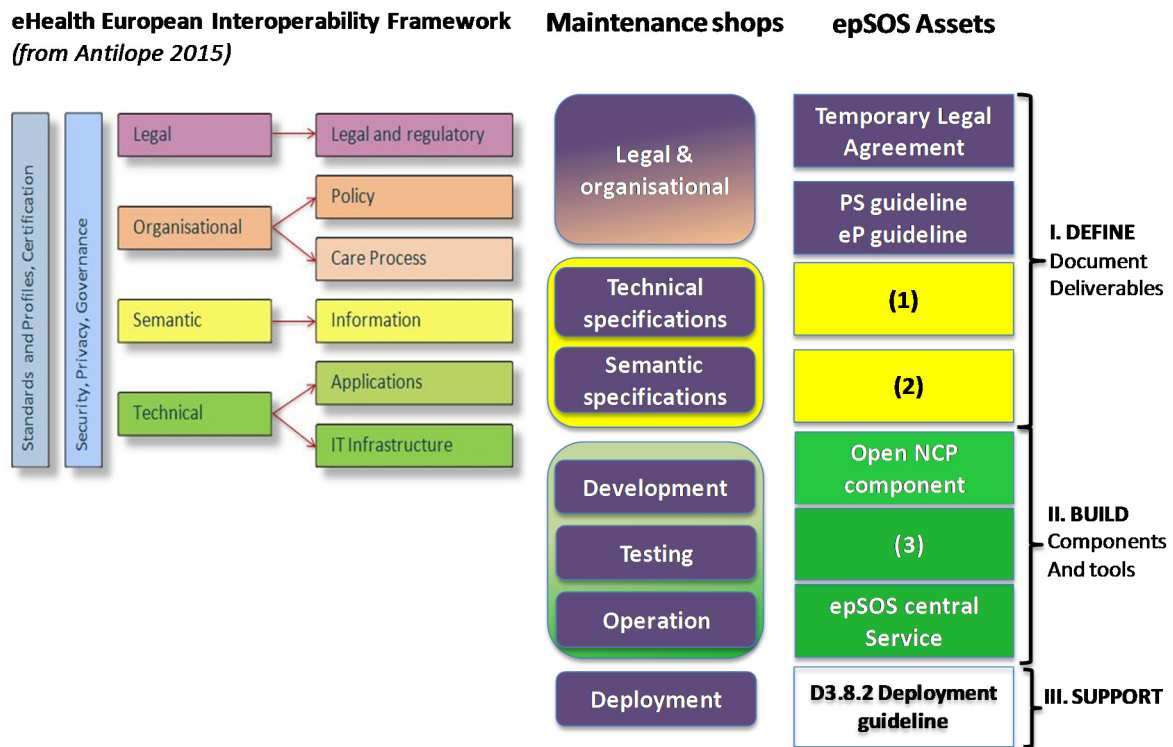 eHealth European Interoperability Framework
(from Antilope 2015)
Maintenance shops
epSOS Assets
Standards and Profiles, Certification
Security, Privacy, Governance
Legal
Legal and regulatory
Organisational
Policy
Care Process
Semantic
Information
Technical
Applications
IT Infrastructure
Legal &
organisational
Technical
specifications
Semantic
specifications
Development
Testing
Operation
Deployment
Temporary Legal
Agreement
PS guideline
eP guideline
(1)
(2)
Open NCP
component
(3)
epSOS central
Service
D3.8.2 Deployment
guideline
I. DEFINE
Document
Deliverables
II. BUILD
Components
And tools
III. SUPPORT